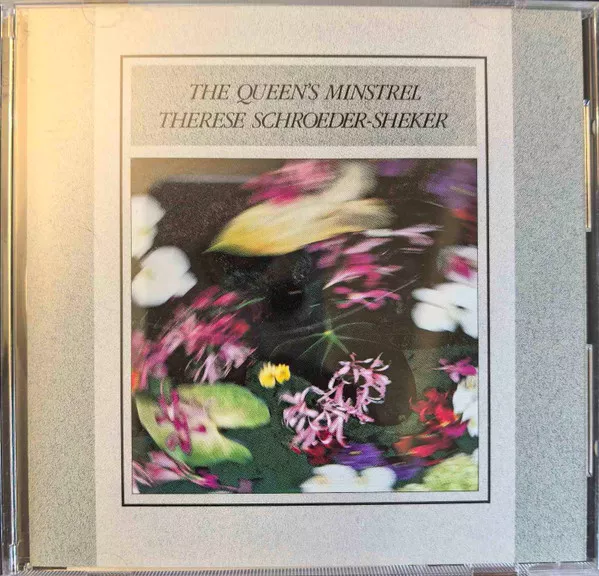 THE QUEEN'S MINSTREL
THERESE SCHROEDER-SHEKER